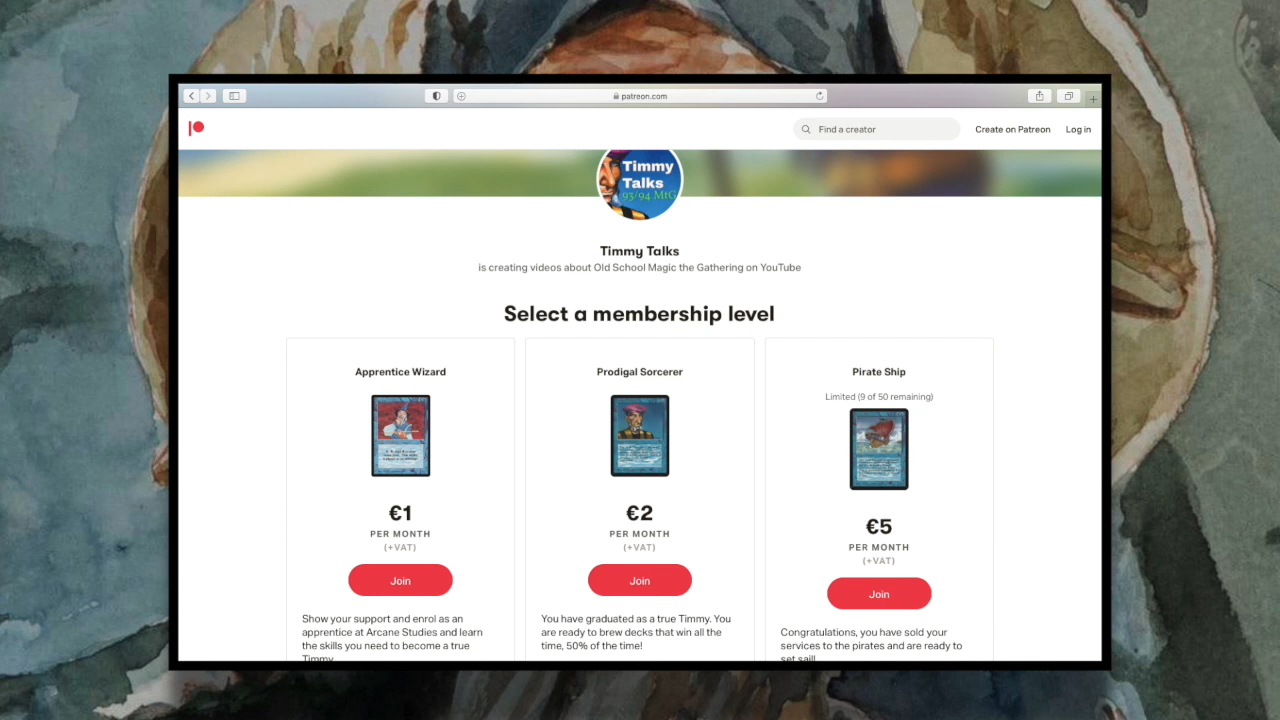 patreon.com
Find a creator
Create on Patreon
Log in
Timmy
Talks
93/94 MtG
Timmy Talks
is creating videos about Old School Magic the Gathering on YouTube
Select a membership level
Apprentice Wizard
€1
PER MONTH
(+VAT)
Join
Show your support and enrol as an
apprentice at Arcane Studies and learn
the skills you need to become a true
Timmy
Prodigal Sorcerer
€2
PER MONTH
(+VAT)
Join
You have graduated as a true Timmy. You
are ready to brew decks that win all the
time, 50% of the time!
Pirate Ship
Limited (9 of 50 remaining)
€5
PER MONTH
(+VAT)
Join
Congratulations, you have sold your
services to the pirates and are ready to
set sail!